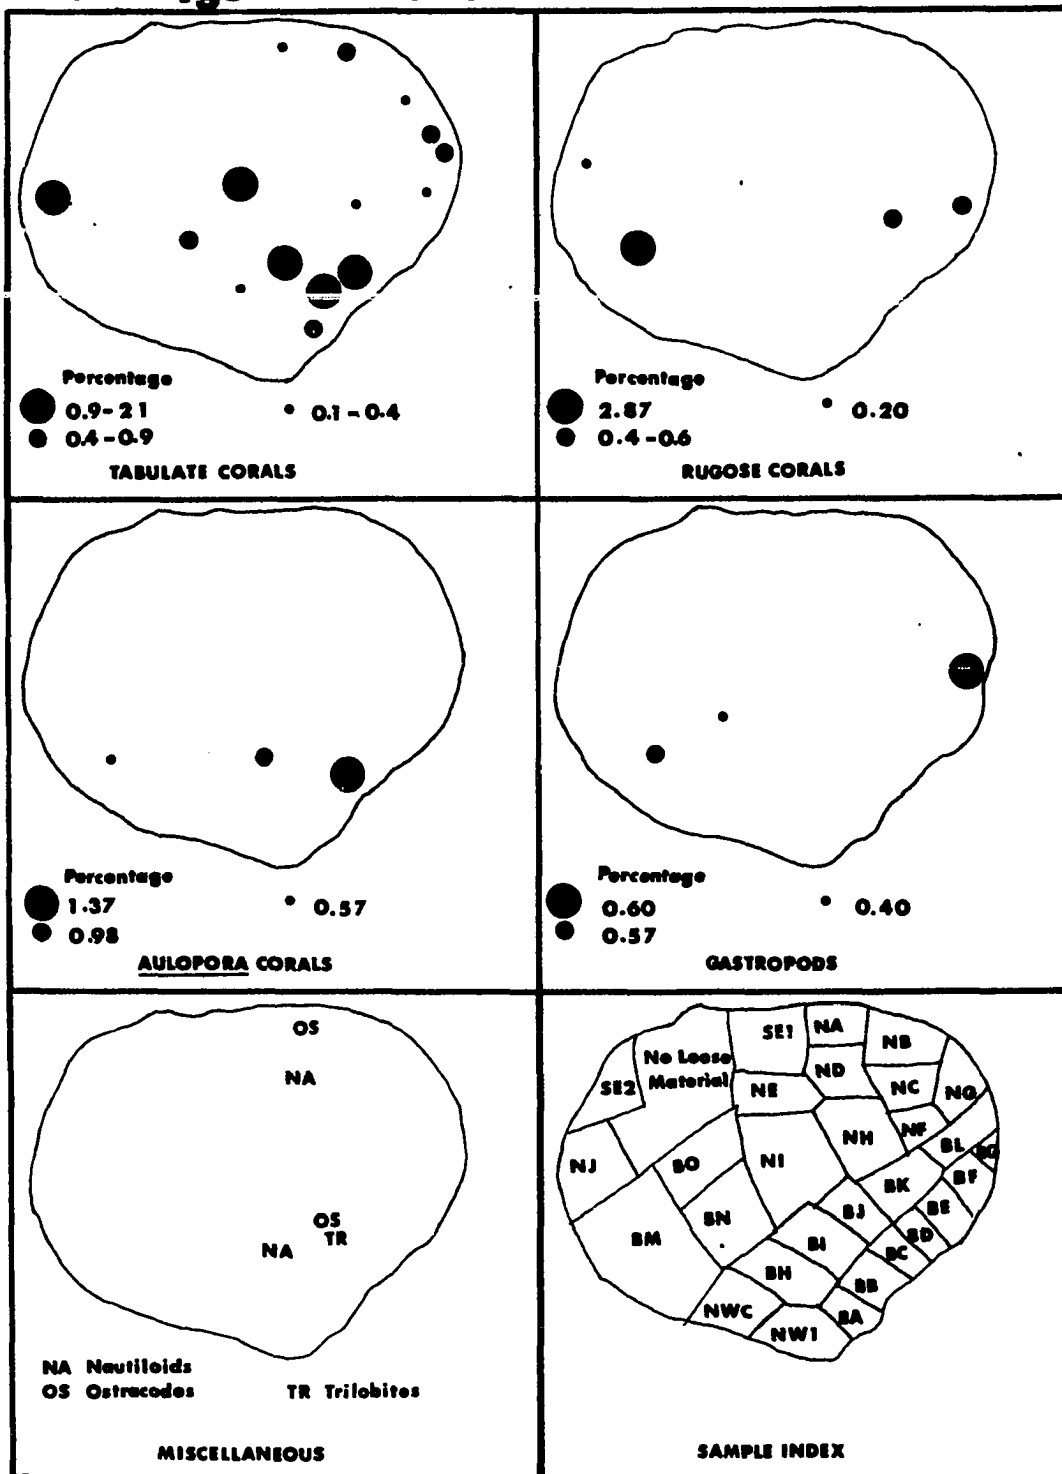 Percentage
0.9-21
0.1-0.4
0.4-0.9
TABULATE CORALS
Percentage
2.87
0.20
0.4-0.6
RUGOSE CORALS
Percentage
1.37
0.57
0.98
AULOPORA CORALS
Percentage
0.60
0.40
0.57
GASTROPODS
OS
NA
OS
TR
NA
NA Nautiloids
OS Ostracodes
TR Trilobites
MISCELLANEOUS
SE1
NA
NB
No Loose
Material
ND
SE2
NE
NC
NG
NF
NH
BL
NJ
BO
NI
BF
BK
BE
BN
BJ
BD
BM
BI
BC
BH
BB
NWC
BA
NW1
SAMPLE INDEX